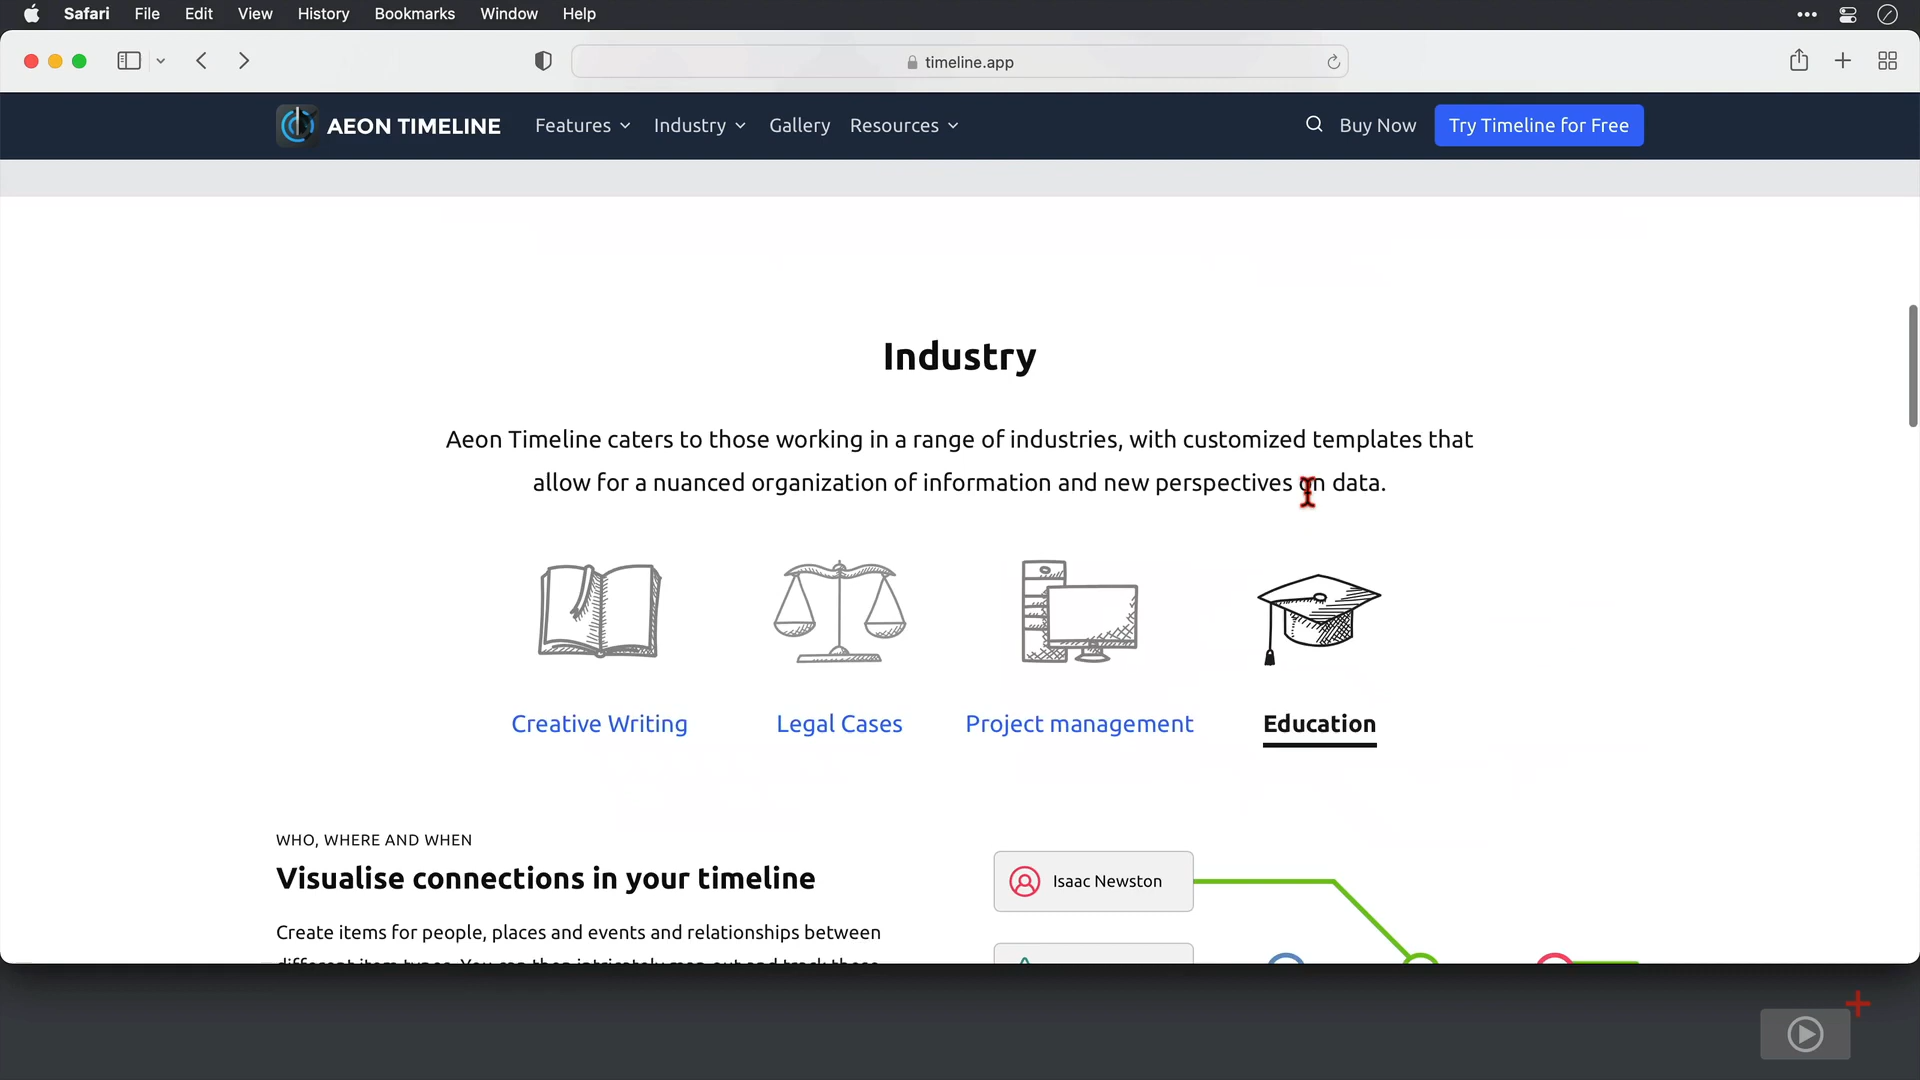 Safari File Edit View History Bookmarks Window Help
timeline.app
AEON TIMELINE Features Industry Gallery Resources Buy Now Try Timeline for Free
Industry
Aeon Timeline caters to those working in a range of industries, with customized templates that
allow for a nuanced organization of information and new perspectives on data.
Creative Writing Legal Cases Project management Education
WHO, WHERE AND WHEN
Visualise connections in your timeline
Isaac Newston
Create items for people, places and events and relationships between